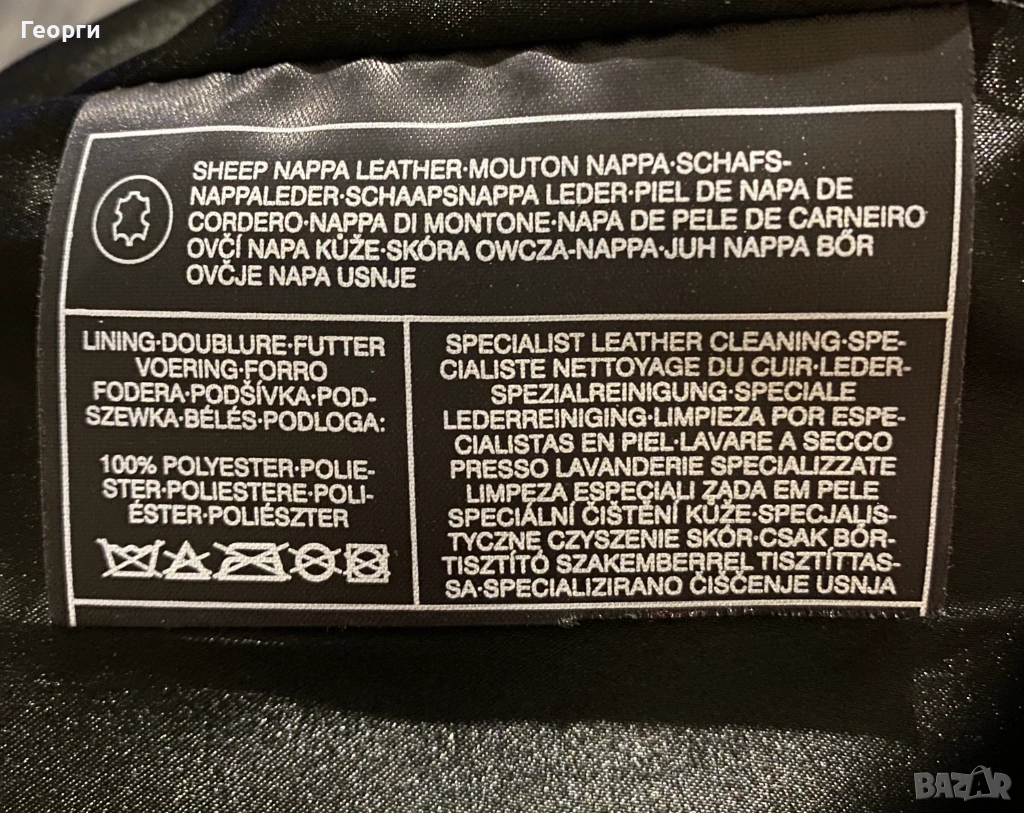 Георги
SHEEP NAPPA LEATHER·MOUTON NAPPA·SCHAFS-
NAPPALEDER·SCHAAPSNAPPA LEDER·PIEL DE NAPA DE
CORDERO·NAPPA DI MONTONE·NAPA DE PELE DE CARNEIRO
OVČÍ NAPA KŮŽE·SKÓRA OWCZA-NAPPA·JUH NAPPA BŐR
OVČJE NAPA USNJE
LINING·DOUBLURE·FUTTER
VOERING·FORRO
FODERA·PODŠÍVKA·POD-
SZEWKA·BÉLÉS·PODLOGA:
100% POLYESTER·POLIE-
STER·POLIESTERE·POLI-
ÉSTER·POLIÉSZTER
SPECIALIST LEATHER CLEANING·SPE-
CIALISTE NETTOYAGE DU CUIR·LEDER-
SPEZIALREINIGUNG·SPECIALE
LEDERREINIGING·LIMPIEZA POR ESPE-
CIALISTAS EN PIEL·LAVARE A SECCO
PRESSO LAVANDERIE SPECIALIZZATE
LIMPEZA ESPECIALI ZADA EM PELE
SPECIÁLNÍ ČIŠTĚNÍ KŮŽE·SPECJALIS-
TYCZNE CZYSZENIE SKÓR·CSAK BŐR-
TISZTÍTÓ SZAKEMBERREL TISZTÍTTAS-
SA·SPECIALIZIRANO ČIŠČENJE USNJA
BAZAR